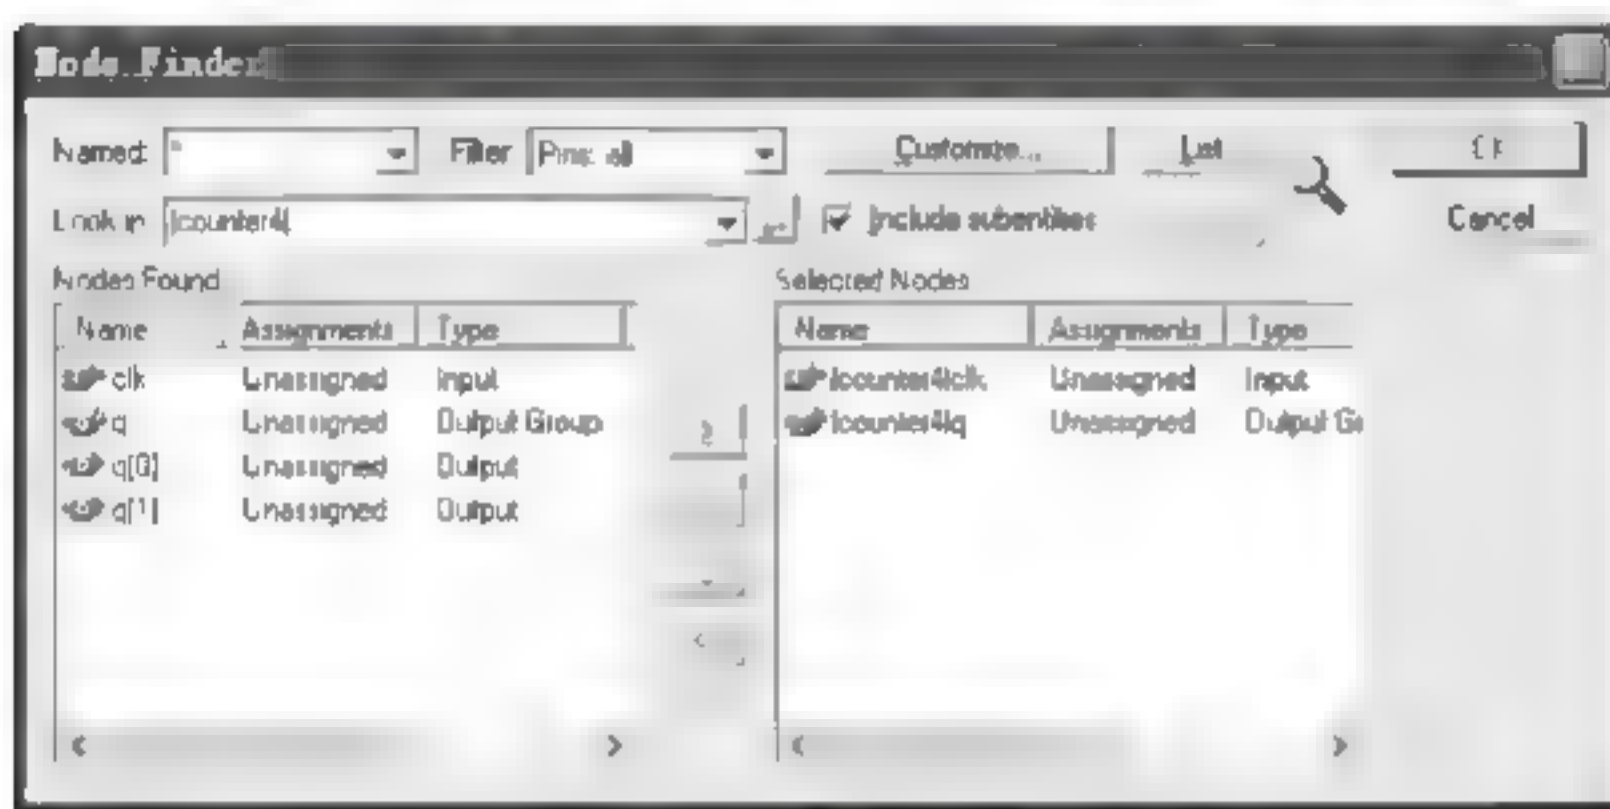 Node Finder
Named: * Filter: Pins: all Customize... List OK
Look in: |counter4| Include subentities Cancel
Nodes Found: Selected Nodes:
Name Assignments Type Name Assignments Type
clk Unassigned Input |counter4|clk Unassigned Input
q Unassigned Output Group |counter4|q Unassigned Output Gr
q[0] Unassigned Output
q[1] Unassigned Output